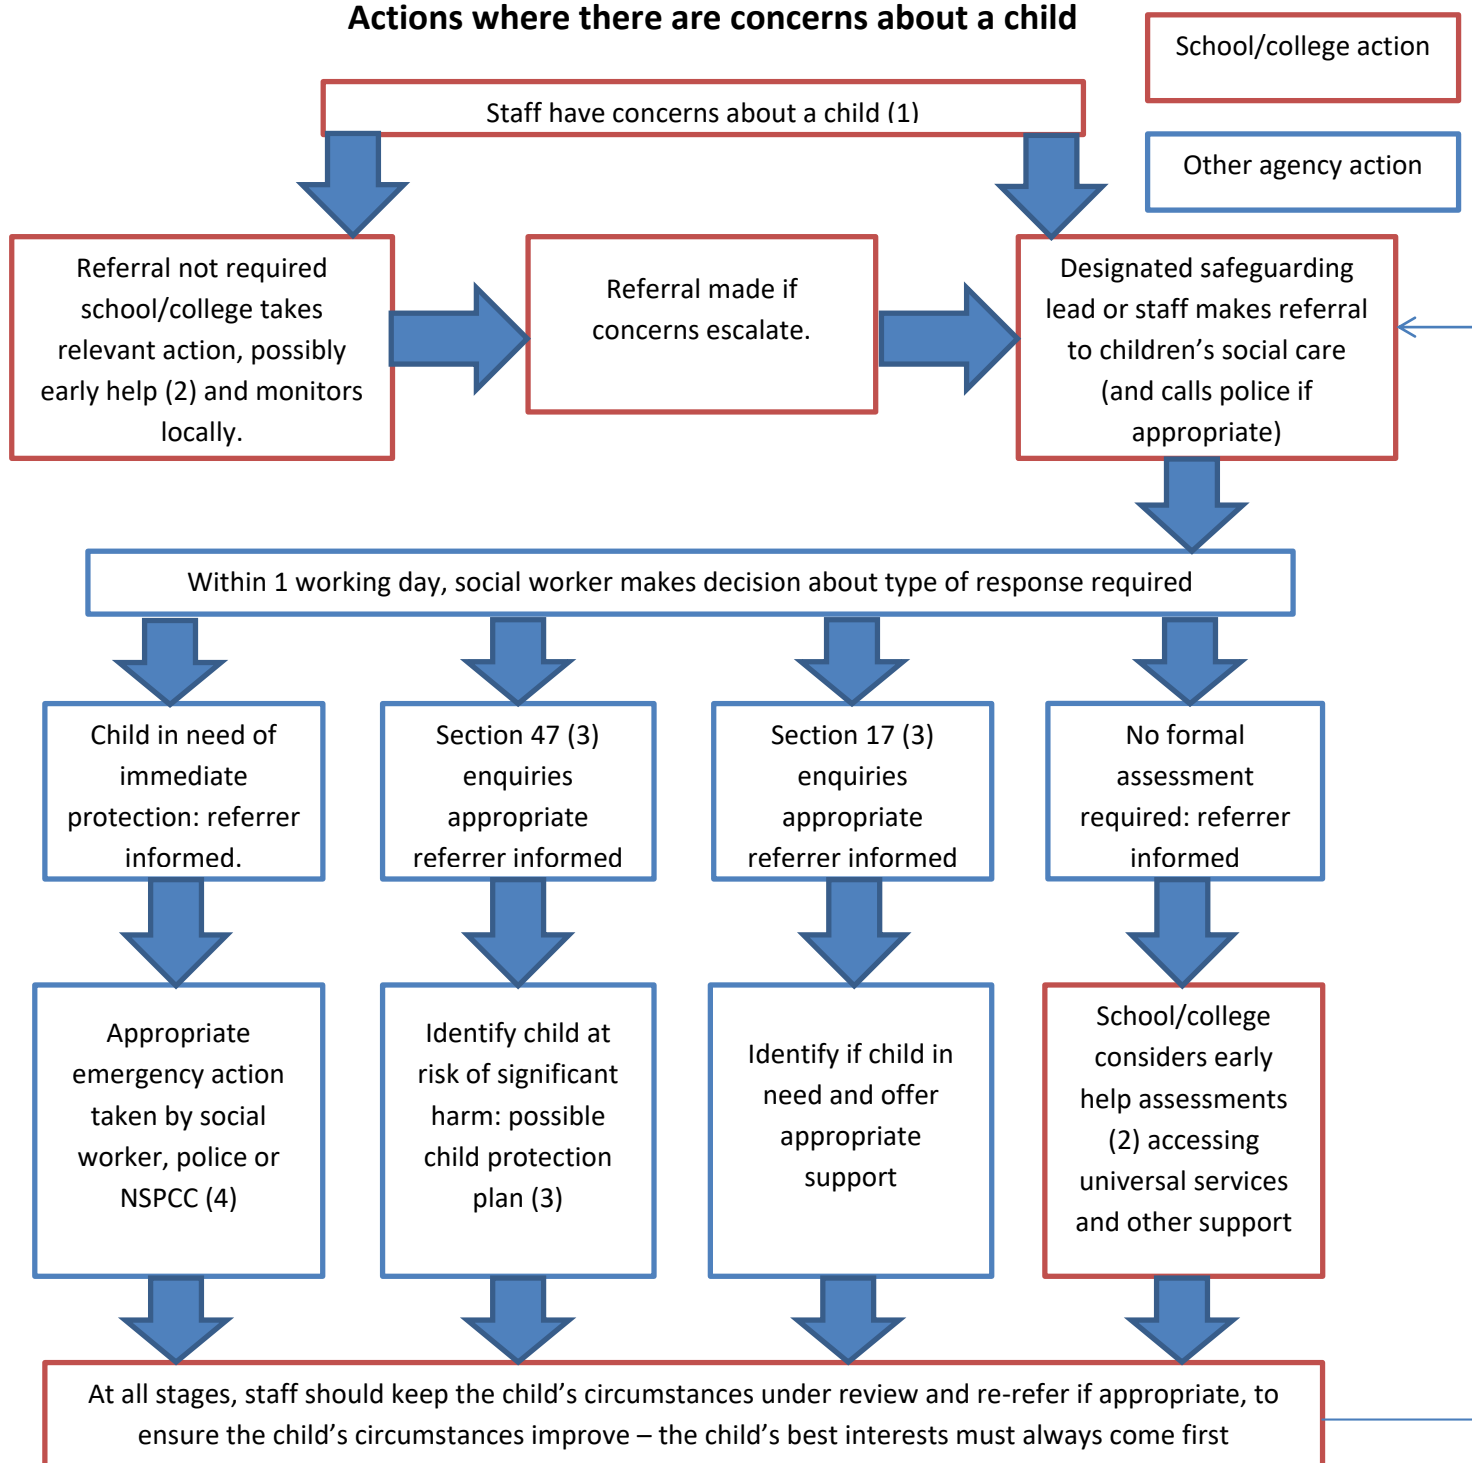 Actions where there are concerns about a child
School/college action
Staff have concerns about a child (1)
Other agency action
Referral not required
school/college takes
relevant action, possibly
early help (2) and monitors
locally.
Referral made if
concerns escalate.
Designated safeguarding
lead or staff makes referral
to children’s social care
(and calls police if
appropriate)
Within 1 working day, social worker makes decision about type of response required
Child in need of
immediate
protection: referrer
informed.
Section 47 (3)
enquiries
appropriate
referrer informed
Section 17 (3)
enquiries
appropriate
referrer informed
No formal
assessment
required: referrer
informed
Appropriate
emergency action
taken by social
worker, police or
NSPCC (4)
Identify child at
risk of significant
harm: possible
child protection
plan (3)
Identify if child in
need and offer
appropriate
support
School/college
considers early
help assessments
(2) accessing
universal services
and other support
At all stages, staff should keep the child’s circumstances under review and re-refer if appropriate, to
ensure the child’s circumstances improve – the child’s best interests must always come first